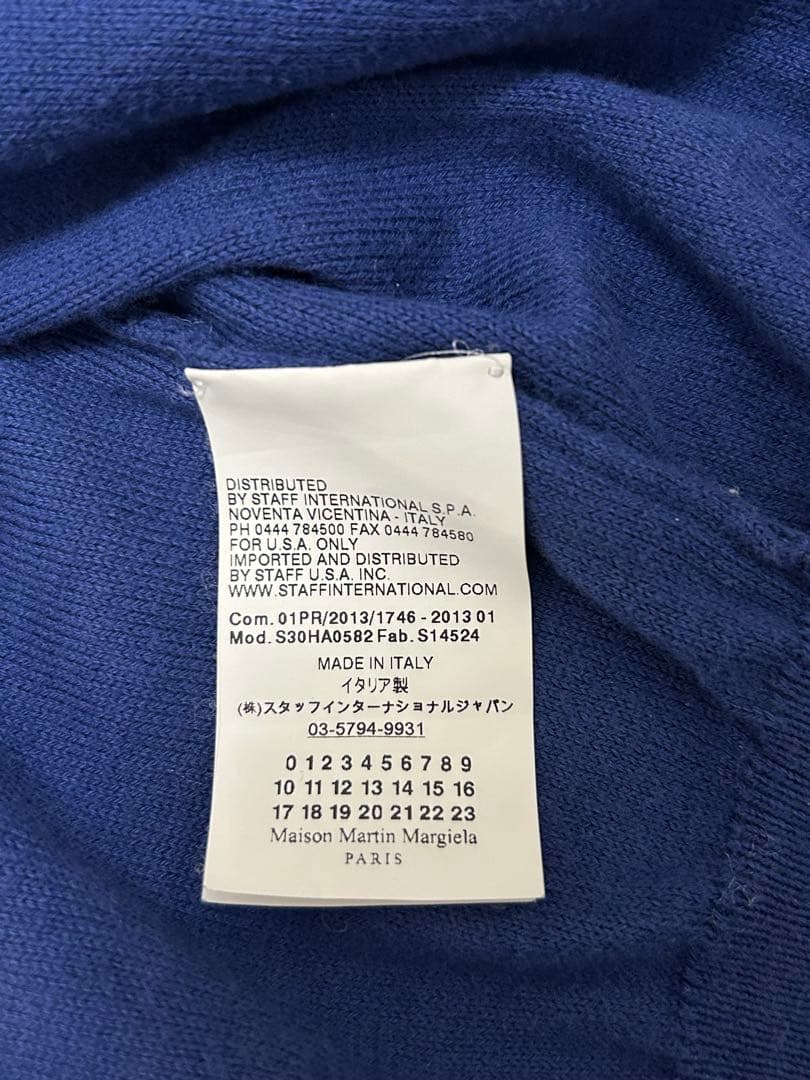 DISTRIBUTED
BY STAFF INTERNATIONAL S.P.A.
NOVENTA VICENTINA - ITALY
PH 0444 784500 FAX 0444 784580
FOR U.S.A. ONLY
IMPORTED AND DISTRIBUTED
BY STAFF U.S.A. INC.
WWW.STAFFINTERNATIONAL.COM
Com. 01PR/2013/1746 - 2013 01
Mod. S30HA0582 Fab. S14524
MADE IN ITALY
イタリア製
(株)スタッフインターナショナルジャパン
03-5794-9931
0 1 2 3 4 5 6 7 8 9
10 11 12 13 14 15 16
17 18 19 20 21 22 23
Maison Martin Margiela
PARIS